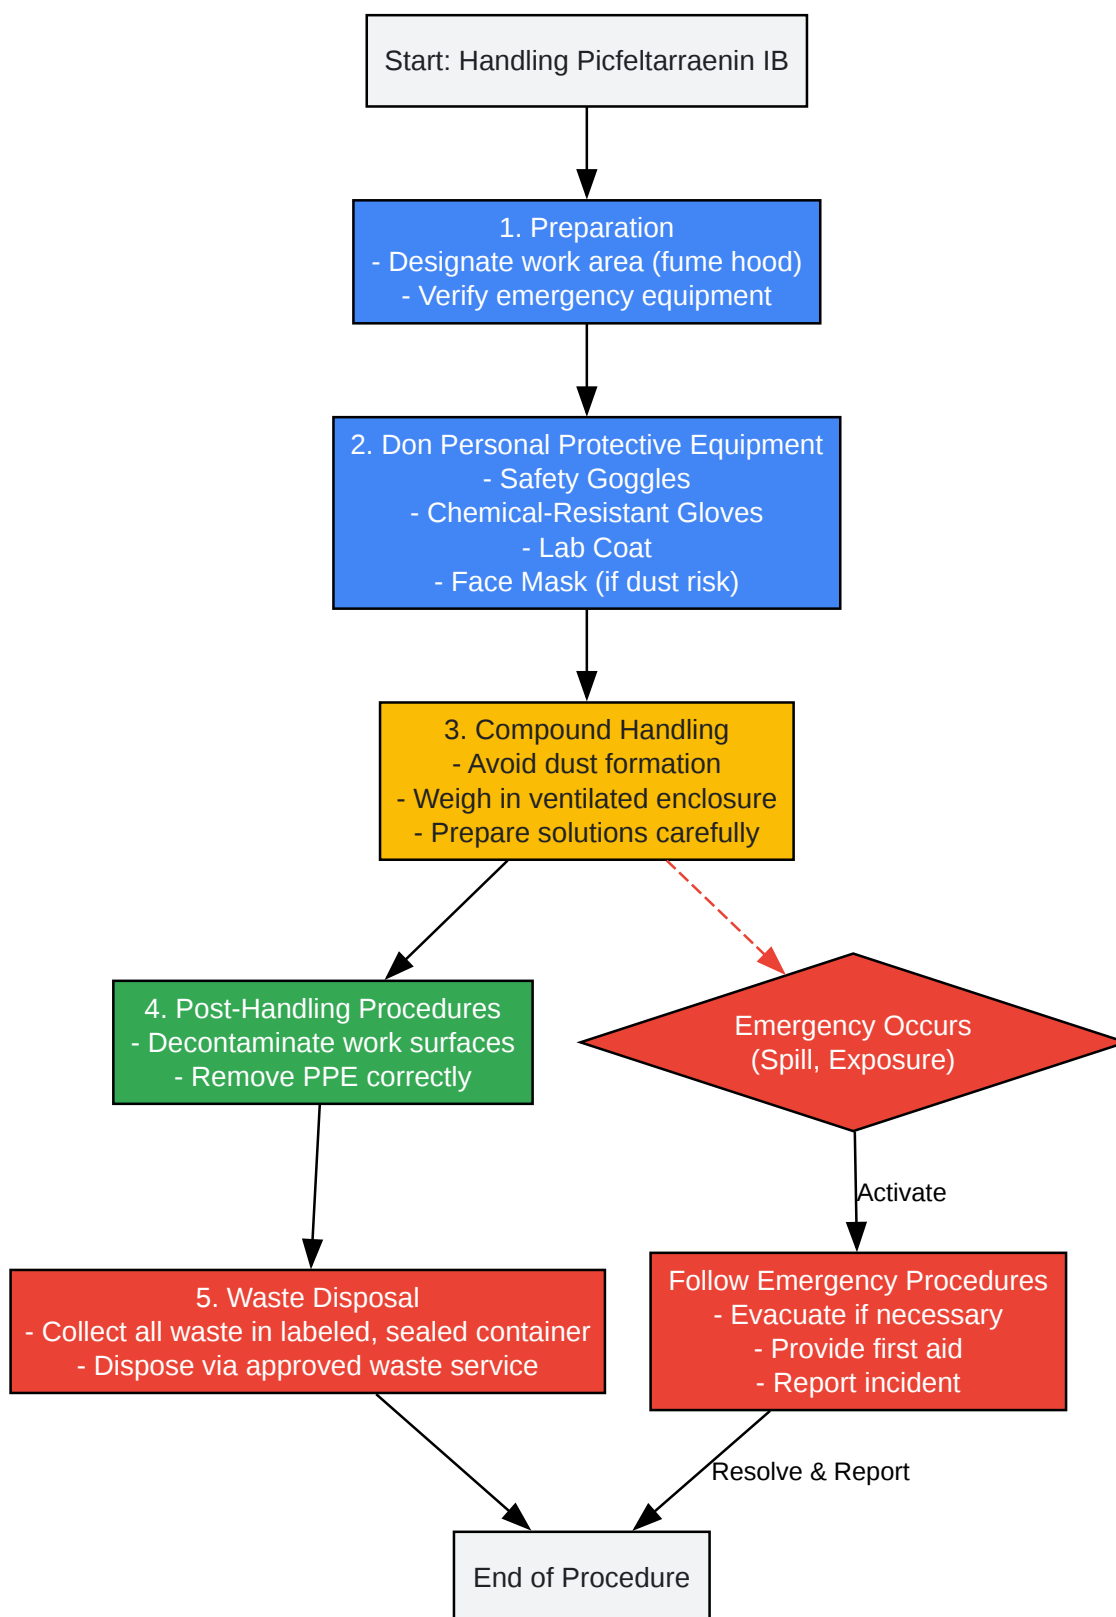 Start: Handling Picfeltarraenin IB
1. Preparation
- Designate work area (fume hood)
- Verify emergency equipment
2. Don Personal Protective Equipment
- Safety Goggles
- Chemical-Resistant Gloves
- Lab Coat
- Face Mask (if dust risk)
3. Compound Handling
- Avoid dust formation
- Weigh in ventilated enclosure
- Prepare solutions carefully
4. Post-Handling Procedures
- Decontaminate work surfaces
- Remove PPE correctly
Emergency Occurs
(Spill, Exposure)
Activate
5. Waste Disposal
- Collect all waste in labeled, sealed container
- Dispose via approved waste service
Follow Emergency Procedures
- Evacuate if necessary
- Provide first aid
- Report incident
Resolve & Report
End of Procedure